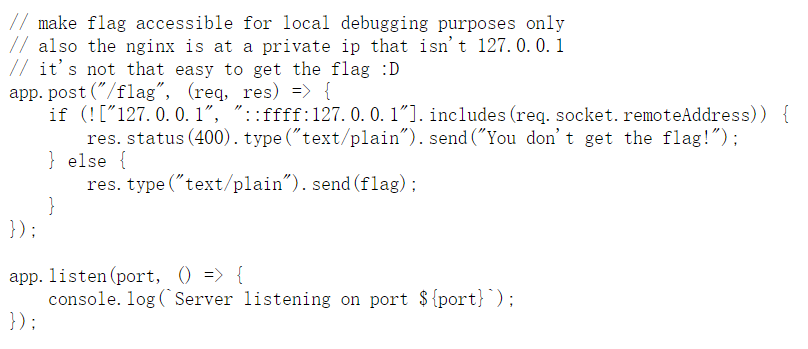 // make flag accessible for local debugging purposes only
// also the nginx is at a private ip that isn't 127.0.0.1
// it's not that easy to get the flag :D
app.post("/flag", (req, res) => {
    if (!["127.0.0.1", "::ffff:127.0.0.1"].includes(req.socket.remoteAddress)) {
        res.status(400).type("text/plain").send("You don't get the flag!");
    } else {
        res.type("text/plain").send(flag);
    }
});

app.listen(port, () => {
    console.log(`Server listening on port ${port}`);
});